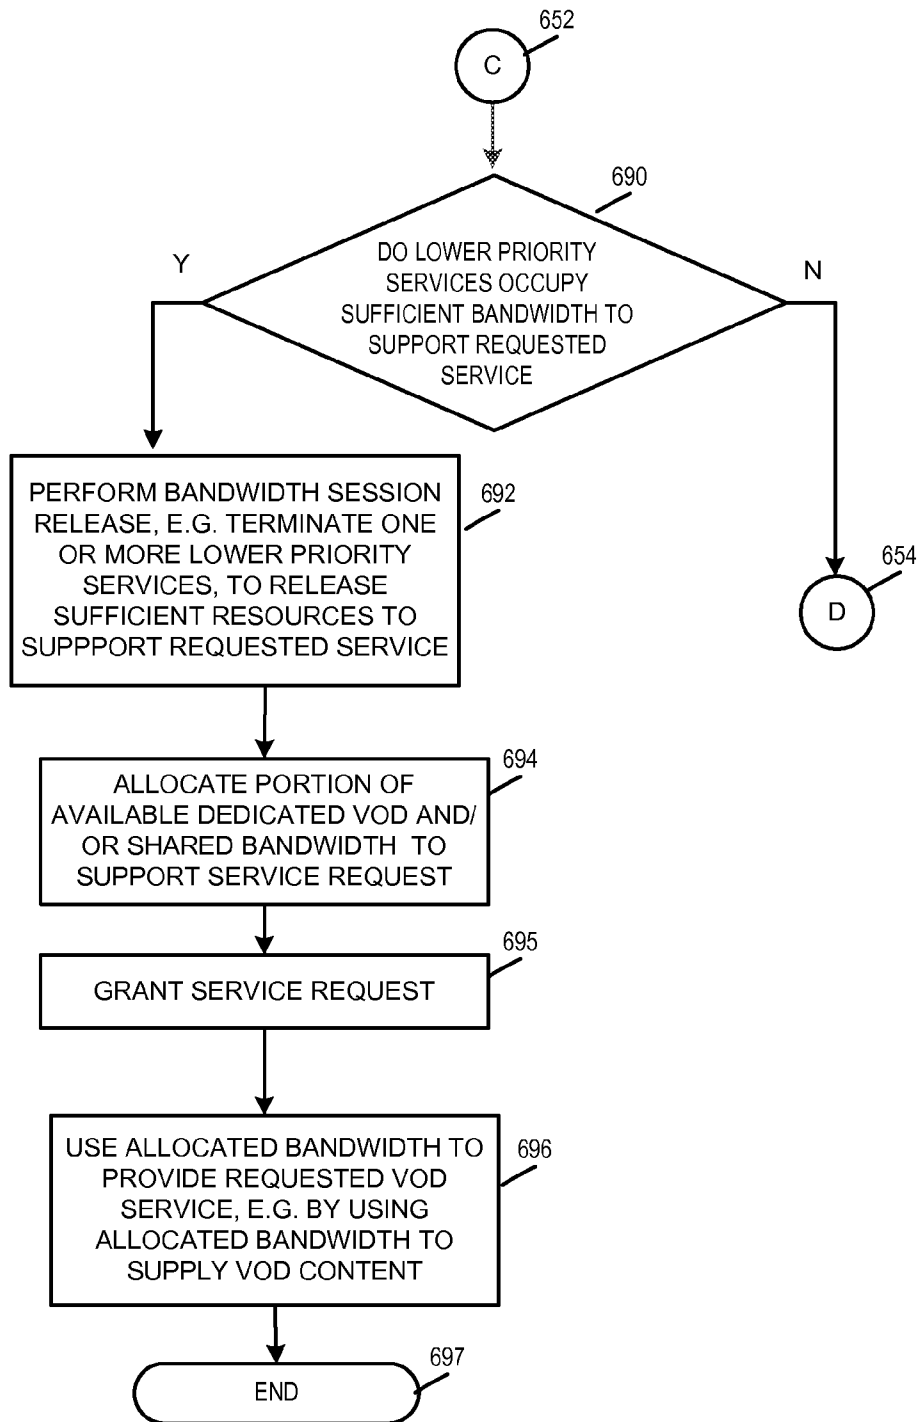 652
C
690
DO LOWER PRIORITY
SERVICES OCCUPY
SUFFICIENT BANDWIDTH TO
SUPPORT REQUESTED
SERVICE
Y
N
PERFORM BANDWIDTH SESSION
RELEASE, E.G. TERMINATE ONE
OR MORE LOWER PRIORITY
SERVICES, TO RELEASE
SUFFICIENT RESOURCES TO
SUPPPORT REQUESTED SERVICE
692
654
D
694
ALLOCATE PORTION OF
AVAILABLE DEDICATED VOD AND/
OR SHARED BANDWIDTH TO
SUPPORT SERVICE REQUEST
695
GRANT SERVICE REQUEST
USE ALLOCATED BANDWIDTH TO
PROVIDE REQUESTED VOD
SERVICE, E.G. BY USING
ALLOCATED BANDWIDTH TO
SUPPLY VOD CONTENT
696
697
END